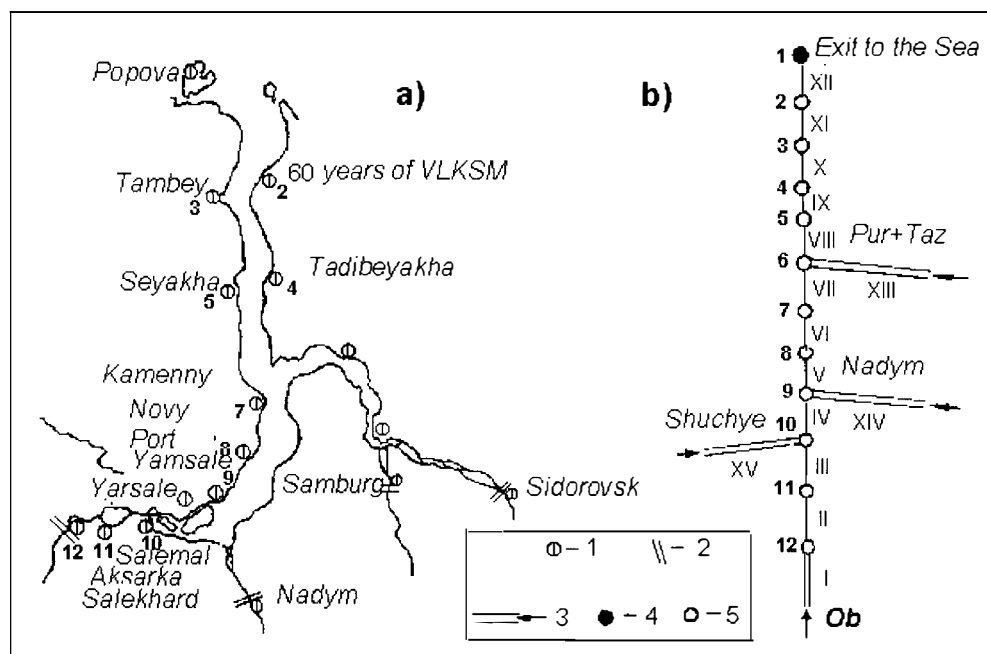 Popova
a)
60 years of VLKSM
2
Tambey
3
Tadibeyakha
4
Seyakha
5
Kamenny
7
Novy
Port
8
Yamsale
9
Yarsale
Samburg
Sidorovsk
12
11
10
Salemal
Aksarka
Salekhard
Nadym
b)
1
Exit to the Sea
XII
2
XI
3
X
4
IX
5
VIII
Pur+Taz
6
XIII
VII
7
VI
8
V
Nadym
9
IV
XIV
Shuchye
10
XV
III
11
II
12
I
Ob
- 1
- 2
3
- 4
- 5